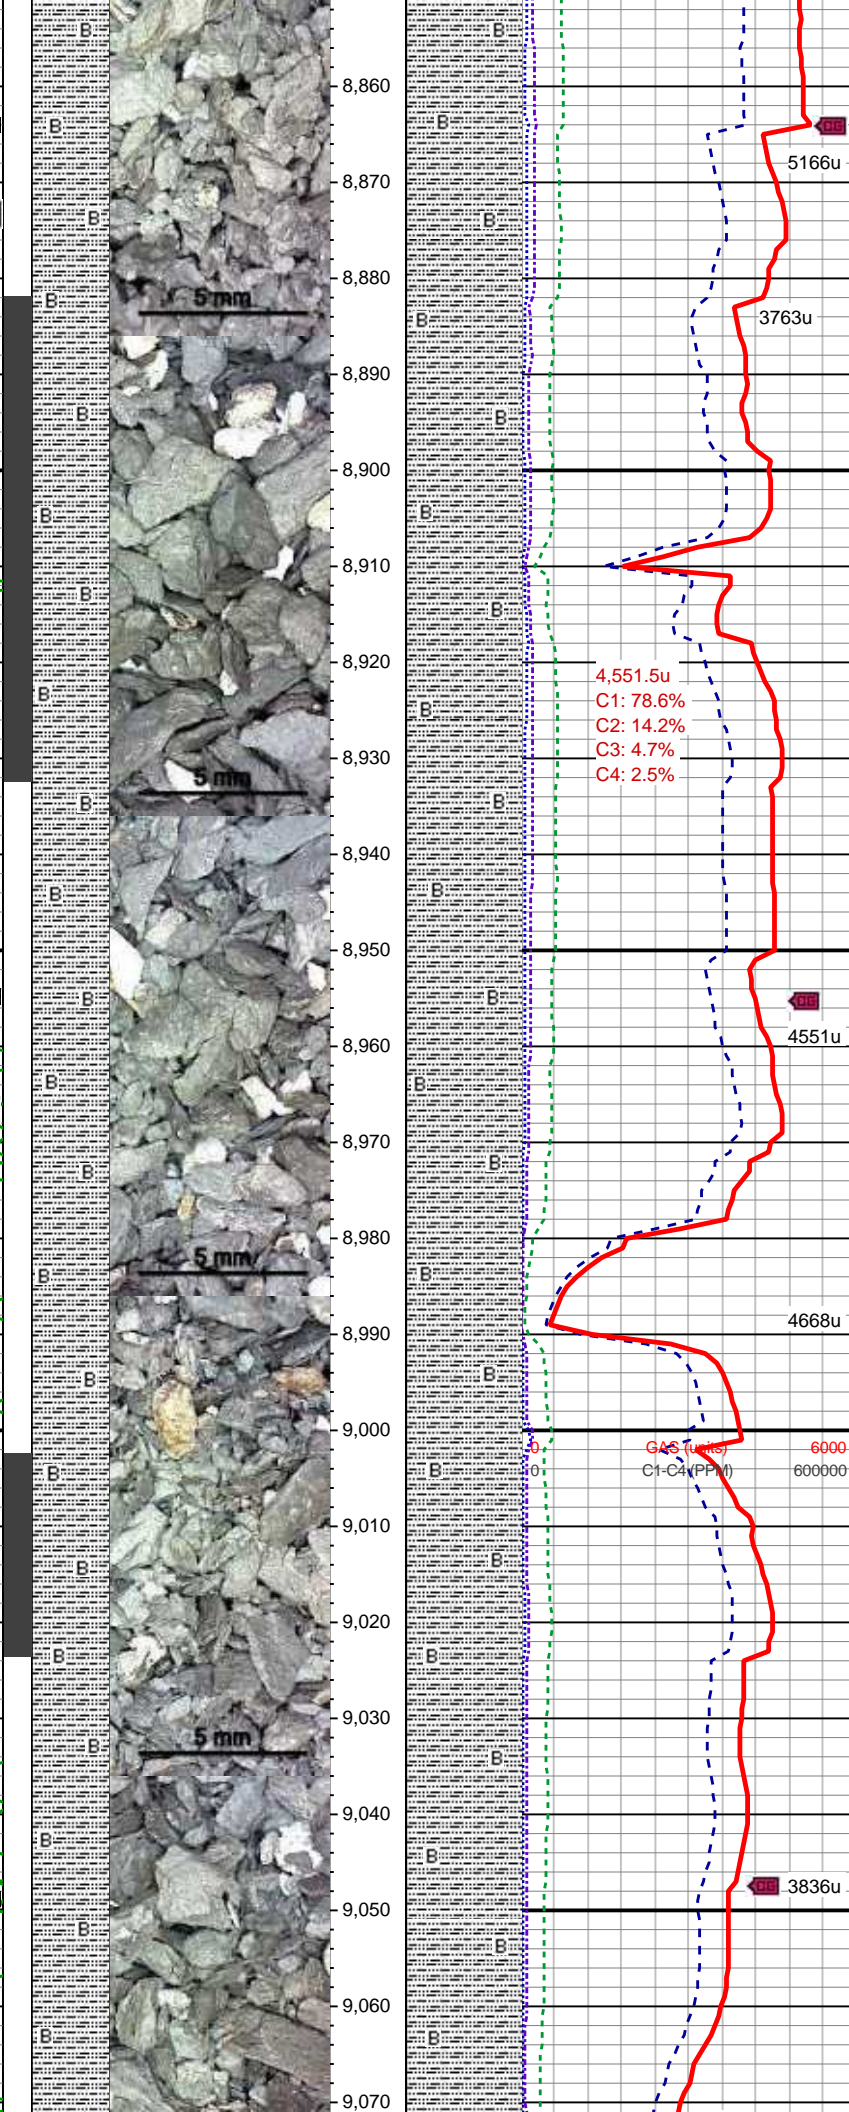 B B
8,860
B B CG
5166u
8,870
B B
8,880
B 5 mm
B 3763u
8,890
B B
8,900
B B
8,910
B B
8,920
4,551.5u
B C1: 78.6%
B C2: 14.2%
8,930 C3: 4.7%
5 mm C4: 2.5%
B B
8,940
B B
8,950
B B CG
4551u
8,960
B B
8,970
B B
8,980
B 5 mm B
4668u
8,990
B B
9,000
0 GAS (units) 6000
B B 0 C1-C4 (PPM) 600000
9,010
B B
9,020
B B
9,030
B 5 mm B
9,040
B B
CG 3836u
9,050
B B
9,060
B B
9,070